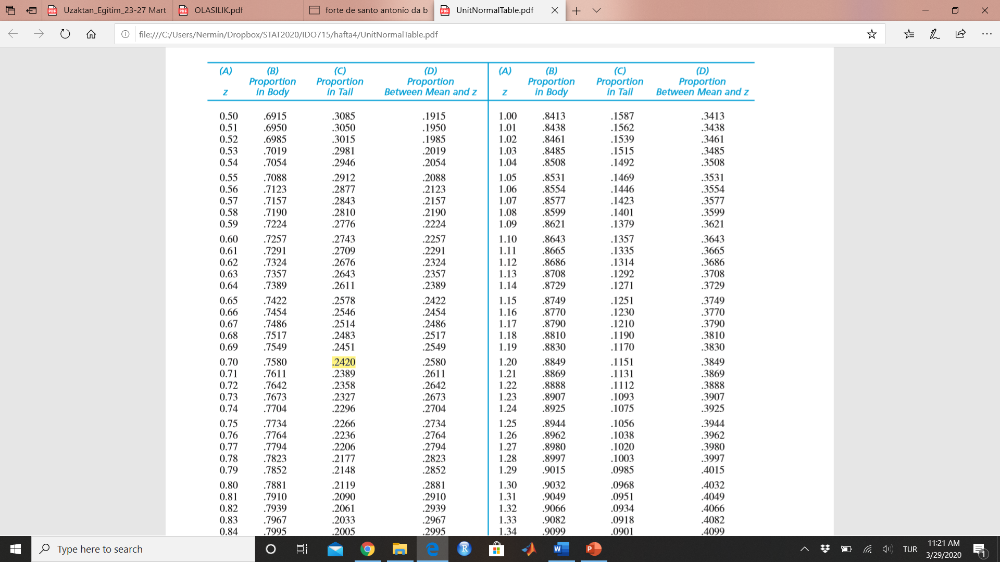 Uzaktan_Egitim_23-27 Mart OLASILIK.pdf forte de santo antonio da b UnitNormalTable.pdf
file:///C:/Users/Nermin/Dropbox/STAT2020/IDO715/hafta4/UnitNormalTable.pdf
(A) (B) (C) (D) (A) (B) (C) (D)
Proportion Proportion Proportion Proportion Proportion Proportion
z in Body in Tail Between Mean and z z in Body in Tail Between Mean and z
0.50 .6915 .3085 .1915 1.00 .8413 .1587 .3413
0.51 .6950 .3050 .1950 1.01 .8438 .1562 .3438
0.52 .6985 .3015 .1985 1.02 .8461 .1539 .3461
0.53 .7019 .2981 .2019 1.03 .8485 .1515 .3485
0.54 .7054 .2946 .2054 1.04 .8508 .1492 .3508
0.55 .7088 .2912 .2088 1.05 .8531 .1469 .3531
0.56 .7123 .2877 .2123 1.06 .8554 .1446 .3554
0.57 .7157 .2843 .2157 1.07 .8577 .1423 .3577
0.58 .7190 .2810 .2190 1.08 .8599 .1401 .3599
0.59 .7224 .2776 .2224 1.09 .8621 .1379 .3621
0.60 .7257 .2743 .2257 1.10 .8643 .1357 .3643
0.61 .7291 .2709 .2291 1.11 .8665 .1335 .3665
0.62 .7324 .2676 .2324 1.12 .8686 .1314 .3686
0.63 .7357 .2643 .2357 1.13 .8708 .1292 .3708
0.64 .7389 .2611 .2389 1.14 .8729 .1271 .3729
0.65 .7422 .2578 .2422 1.15 .8749 .1251 .3749
0.66 .7454 .2546 .2454 1.16 .8770 .1230 .3770
0.67 .7486 .2514 .2486 1.17 .8790 .1210 .3790
0.68 .7517 .2483 .2517 1.18 .8810 .1190 .3810
0.69 .7549 .2451 .2549 1.19 .8830 .1170 .3830
0.70 .7580 .2420 .2580 1.20 .8849 .1151 .3849
0.71 .7611 .2389 .2611 1.21 .8869 .1131 .3869
0.72 .7642 .2358 .2642 1.22 .8888 .1112 .3888
0.73 .7673 .2327 .2673 1.23 .8907 .1093 .3907
0.74 .7704 .2296 .2704 1.24 .8925 .1075 .3925
0.75 .7734 .2266 .2734 1.25 .8944 .1056 .3944
0.76 .7764 .2236 .2764 1.26 .8962 .1038 .3962
0.77 .7794 .2206 .2794 1.27 .8980 .1020 .3980
0.78 .7823 .2177 .2823 1.28 .8997 .1003 .3997
0.79 .7852 .2148 .2852 1.29 .9015 .0985 .4015
0.80 .7881 .2119 .2881 1.30 .9032 .0968 .4032
0.81 .7910 .2090 .2910 1.31 .9049 .0951 .4049
0.82 .7939 .2061 .2939 1.32 .9066 .0934 .4066
0.83 .7967 .2033 .2967 1.33 .9082 .0918 .4082
0.84 .7995 .2005 .2995 1.34 .9099 .0901 .4099
Type here to search TUR 11:21 AM
3/29/2020 1